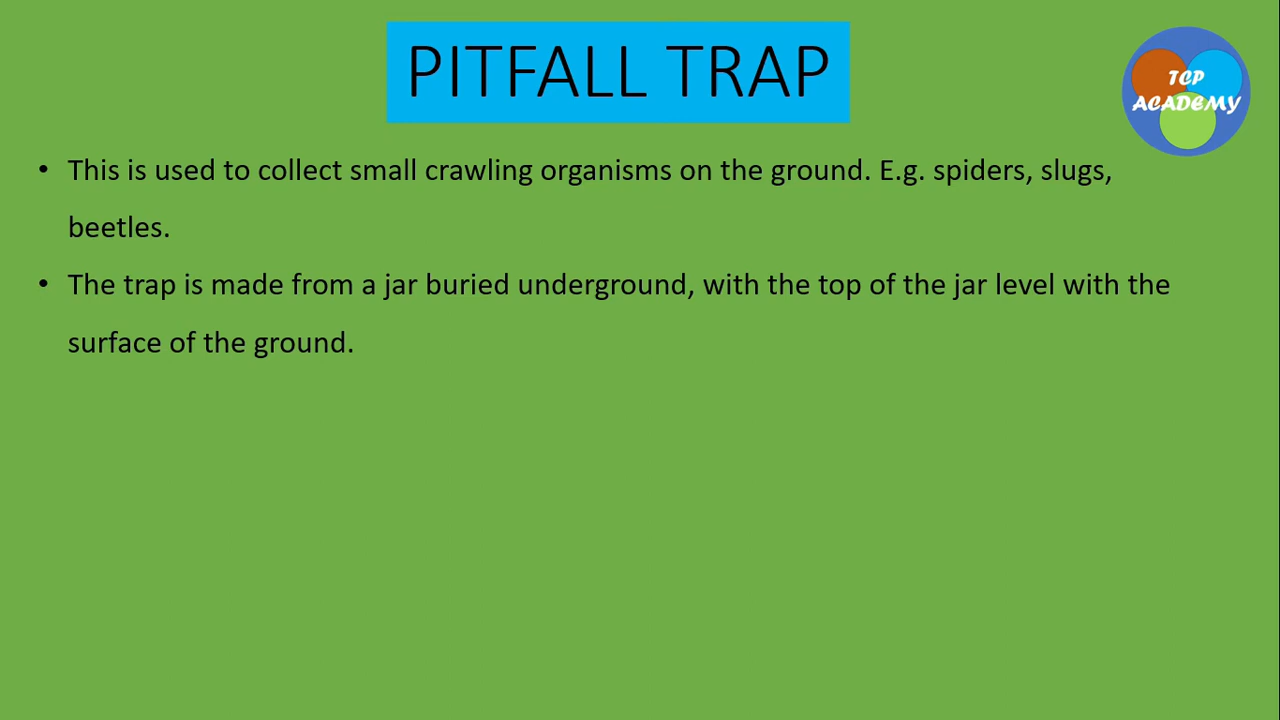 PITFALL TRAP
TCP
ACADEMY
• This is used to collect small crawling organisms on the ground. E.g. spiders, slugs,
beetles.
• The trap is made from a jar buried underground, with the top of the jar level with the
surface of the ground.